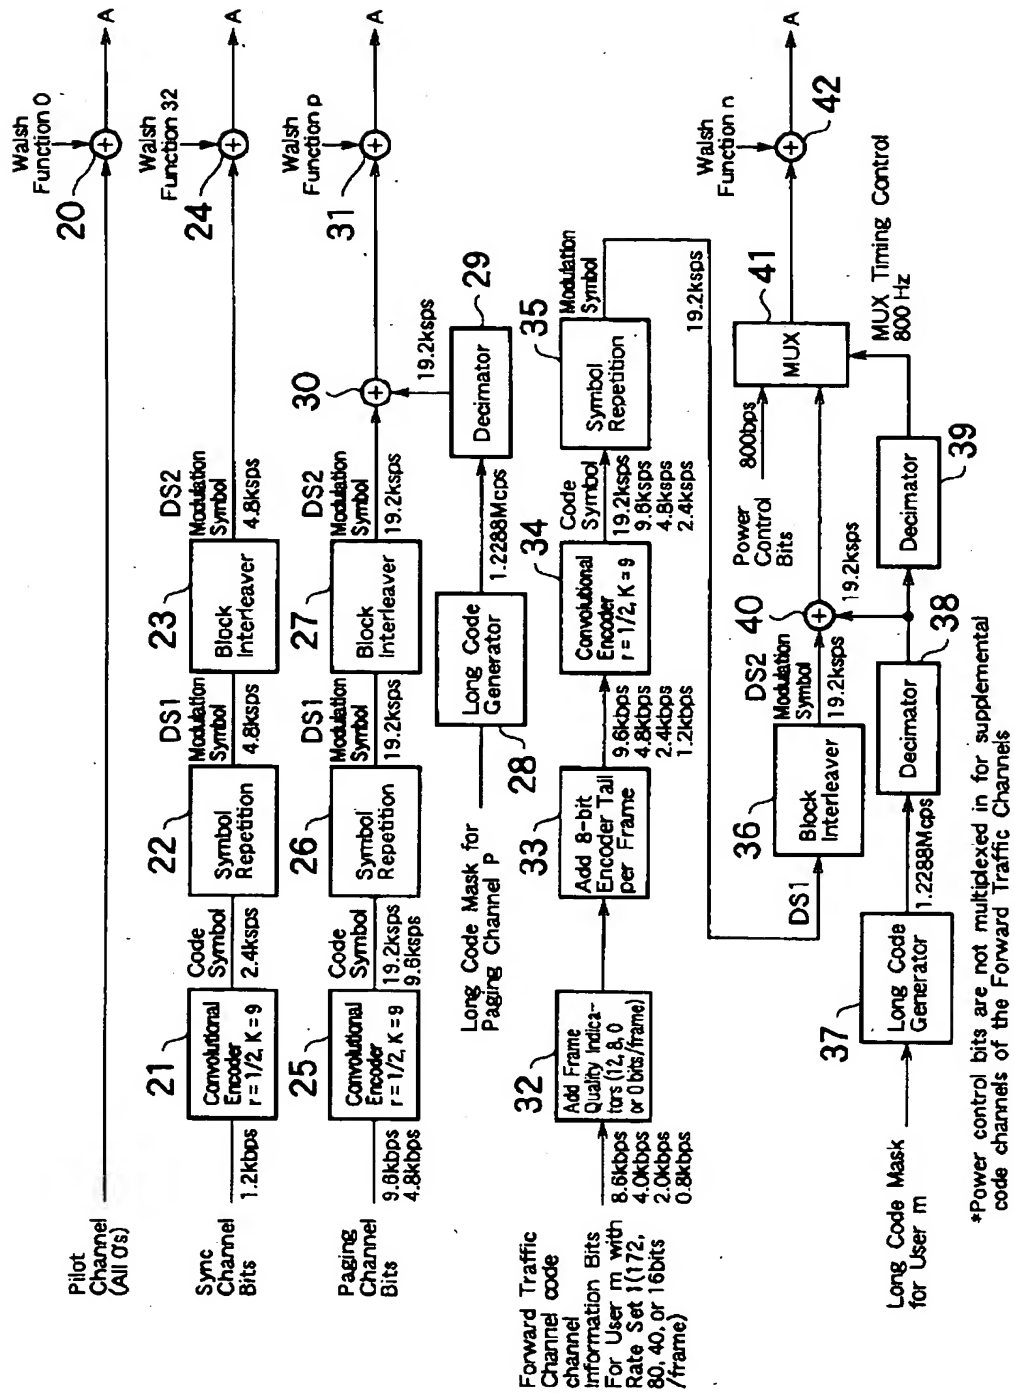 Pilot
Channel
(All 0's)
Walsh
Function 0
20
A
Sync
Channel
Bits
1.2kbps
21
Convolutional
Encoder
r = 1/2, K = 9
Code
Symbol
2.4ksps
22
Symbol
Repetition
DS1
Modulation
Symbol
4.8ksps
23
Block
Interleaver
DS2
Modulation
Symbol
4.8ksps
Walsh
Function 32
24
A
Paging
Channel
Bits
9.6kbps
4.8kbps
25
Convolutional
Encoder
r = 1/2, K = 9
Code
Symbol
19.2ksps
9.6ksps
26
Symbol
Repetition
DS1
Modulation
Symbol
19.2ksps
27
Block
Interleaver
DS2
Modulation
Symbol
19.2ksps
30
Walsh
Function p
31
A
Long Code Mask for
Paging Channel P
28
Long Code
Generator
1.2288Mcps
29
Decimator
19.2ksps
Forward Traffic
Channel code
channel
Information Bits
For User m with
Rate Set 1(172,
80, 40, or 16bits
/frame)
8.6kbps
4.0kbps
2.0kbps
0.8kbps
32
Add Frame
Quality Indica-
tors (12, 8, 0
or 0 bits/frame)
33
Add 8-bit
Encoder Tail
per Frame
9.6kbps
4.8kbps
2.4kbps
1.2kbps
34
Convolutional
Encoder
r = 1/2, K = 9
Code
Symbol
19.2ksps
9.6ksps
4.8ksps
2.4ksps
35
Symbol
Repetition
Modulation
Symbol
19.2ksps
DS1
36
Block
Interleaver
DS2
Modulation
Symbol
19.2ksps
40
Power
Control
Bits
800bps
41
MUX
Walsh
Function n
42
A
Long Code Mask
for User m
37
Long Code
Generator
1.2288Mcps
38
Decimator
19.2ksps
39
Decimator
MUX Timing Control
800 Hz
*Power control bits are not multiplexed in for supplemental
code channels of the Forward Traffic Channels